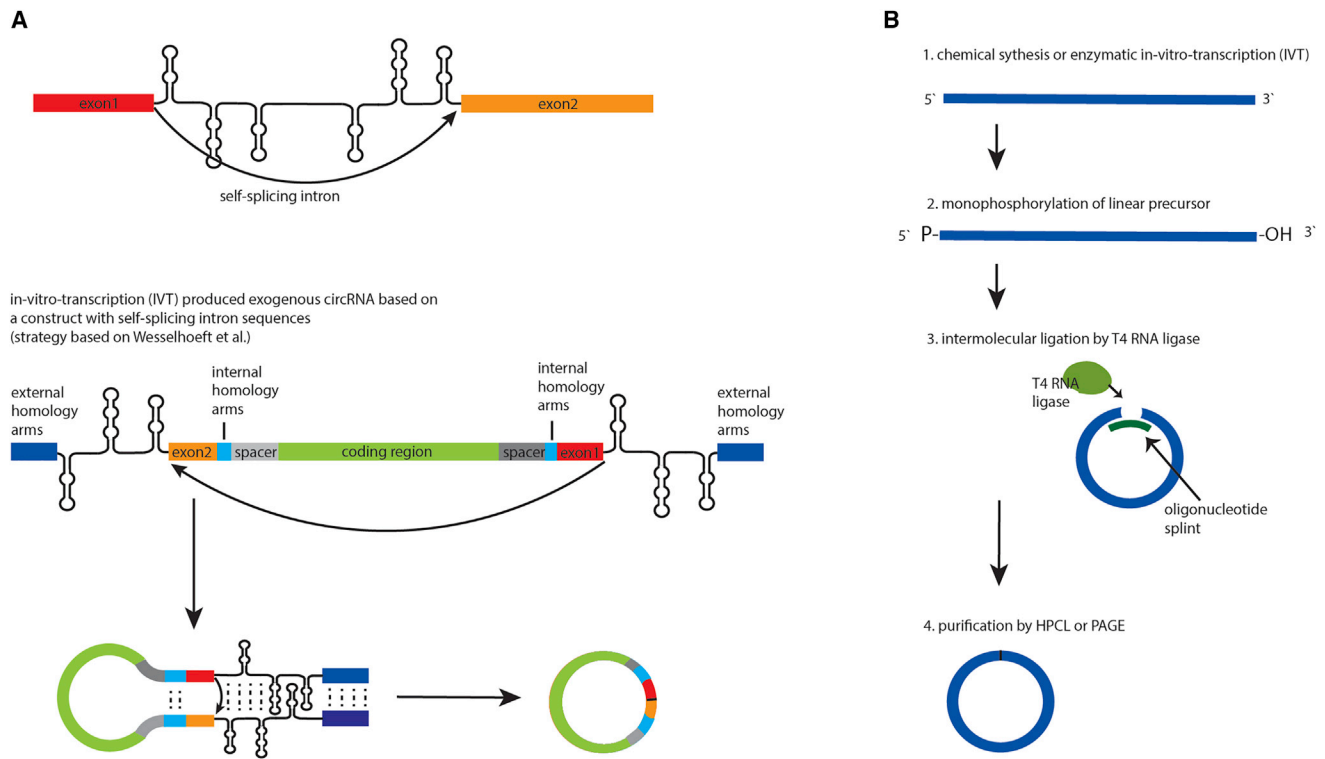 A
exon1
exon2
self-splicing intron
in-vitro-transcription (IVT) produced exogenous circRNA based on
a construct with self-splicing intron sequences
(strategy based on Wesselhoeft et al.)
external
homology
arms
internal
homology
arms
internal
homology
arms
external
homology
arms
exon2
spacer
coding region
spacer
exon1
B
1. chemical sythesis or enzymatic in-vitro-transcription (IVT)
5` 3`
2. monophosphorylation of linear precursor
5` P- -OH 3`
3. intermolecular ligation by T4 RNA ligase
T4 RNA
ligase
oligonucleotide
splint
4. purification by HPCL or PAGE